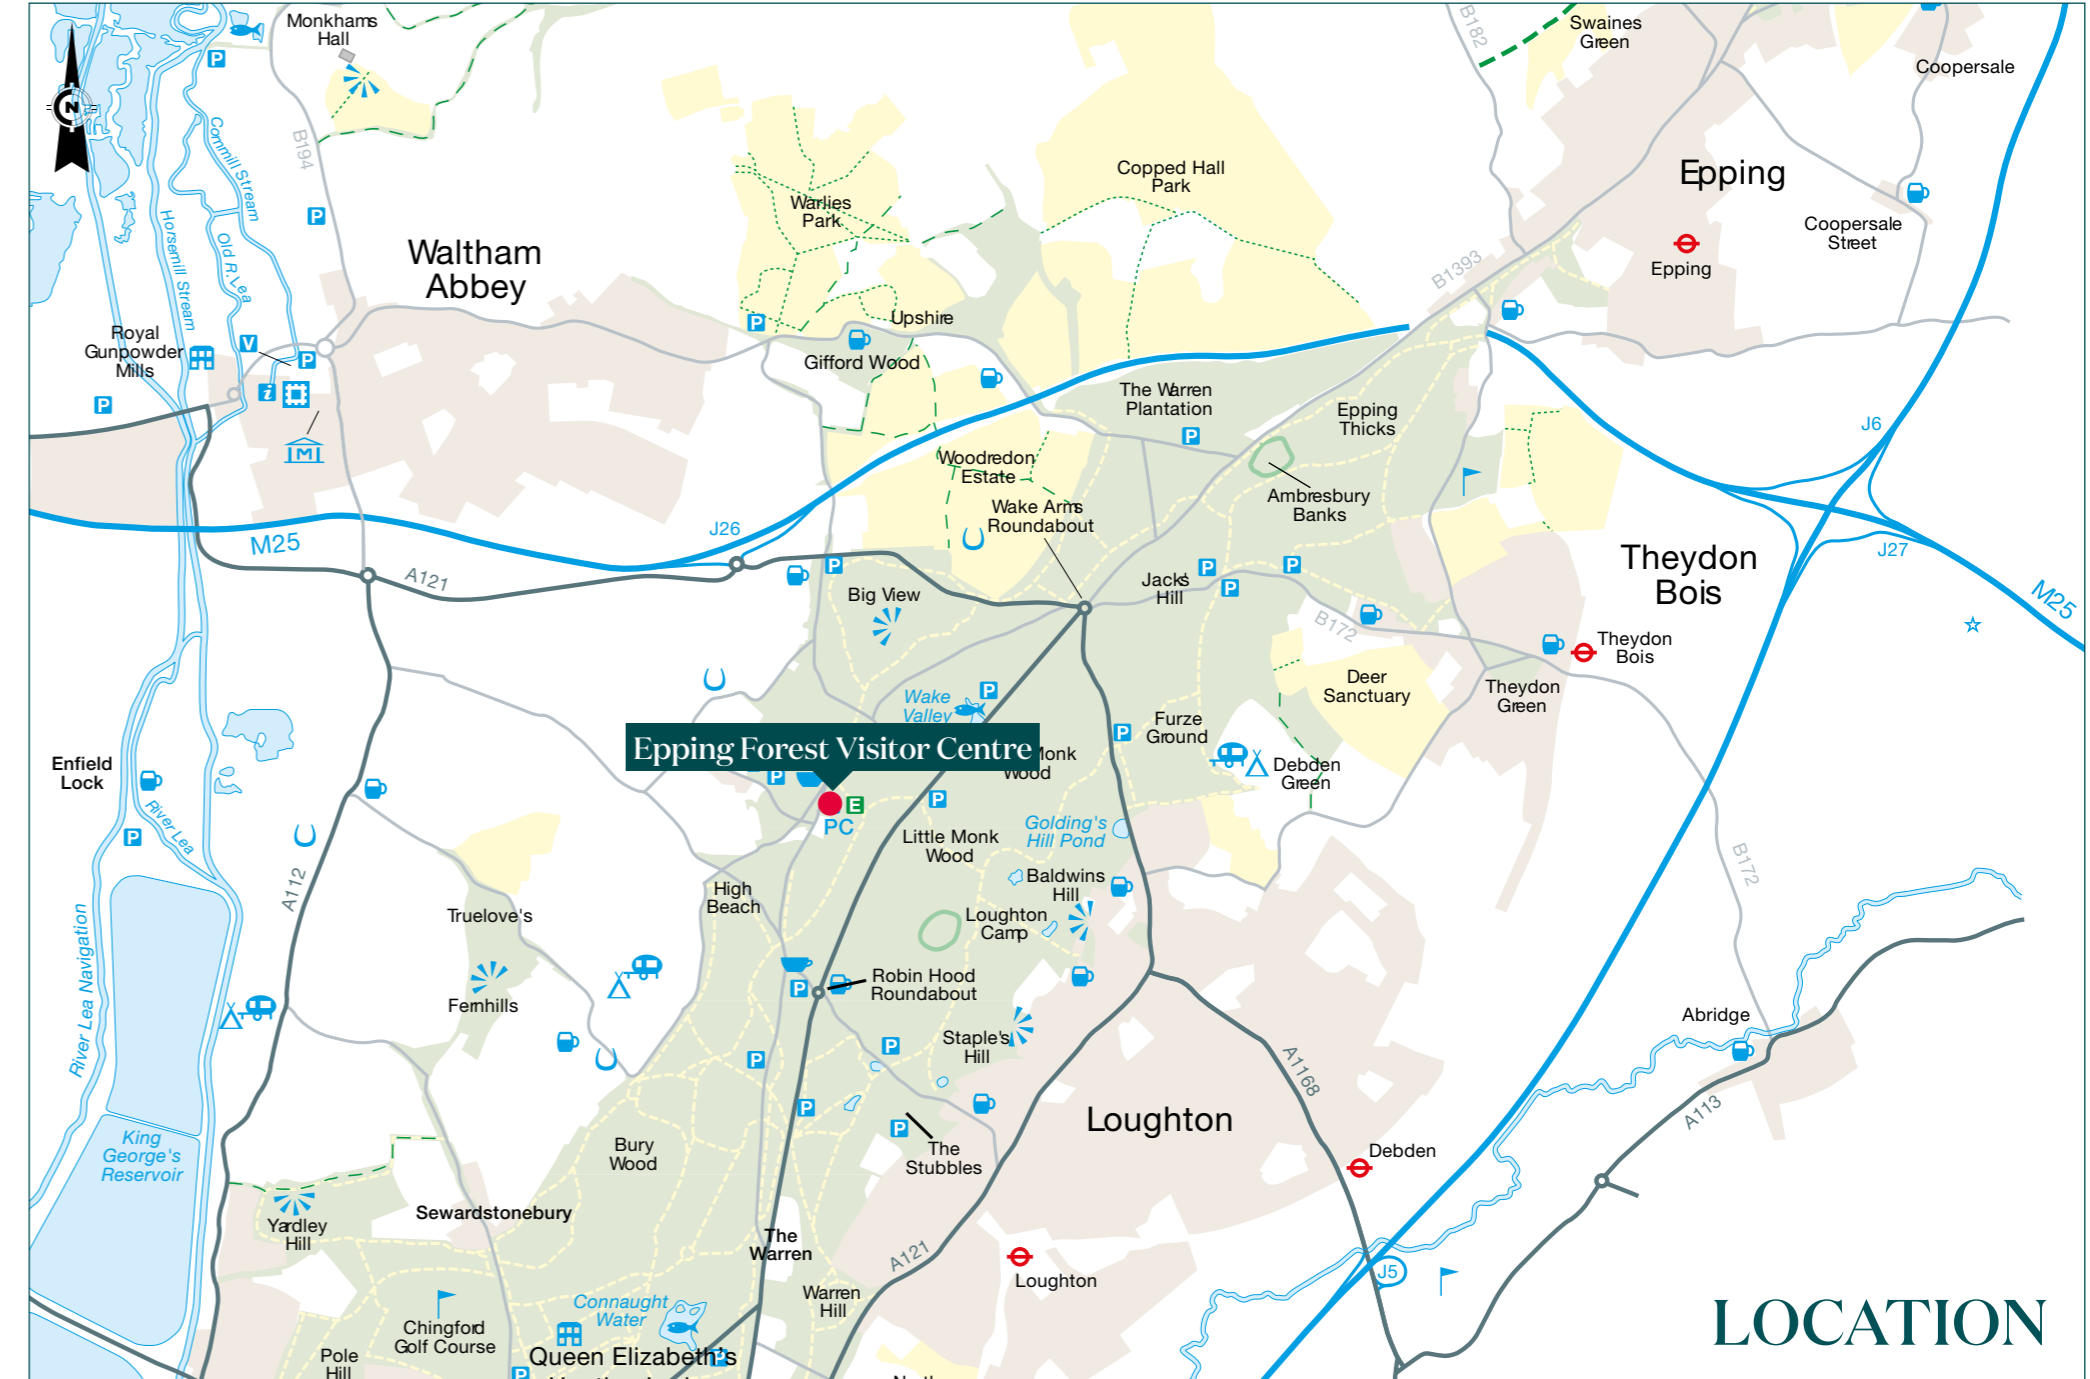 Monkhams
Hall
B182
Swaines
Green
Coopersale
N
Cornmill Stream
B194
Copped Hall
Park
Epping
Warlies
Park
Horsemill Stream
Old R. Lea
Coopersale
Street
Waltham
Abbey
B1393
Epping
Upshire
Royal
Gunpowder
Mills
Gifford Wood
The Warren
Plantation
Epping
Thicks
J6
Woodredon
Estate
Ambresbury
Banks
Wake Arms
Roundabout
J26
M25
J27
Theydon
Bois
A121
Jack's
Hill
Big View
M25
B172
Theydon
Bois
Deer
Sanctuary
Theydon
Green
Wake
Valley
Furze
Ground
Epping Forest Visitor Centre
Monk
Wood
Debden
Green
Enfield
Lock
E
PC
River Lea
Golding's
Hill Pond
Little Monk
Wood
B172
A112
High
Beach
Baldwins
Hill
Truelove's
Loughton
Camp
River Lea Navigation
Robin Hood
Roundabout
Fernhills
Abridge
Staple's
Hill
A1168
Loughton
A113
King
George's
Reservoir
Bury
Wood
The
Stubbles
Debden
Sewardstonebury
Yardley
Hill
The
Warren
A121
Loughton
J5
Warren
Hill
Connaught
Water
Chingford
Golf Course
LOCATION
Queen Elizabeth's
Pole
Hill